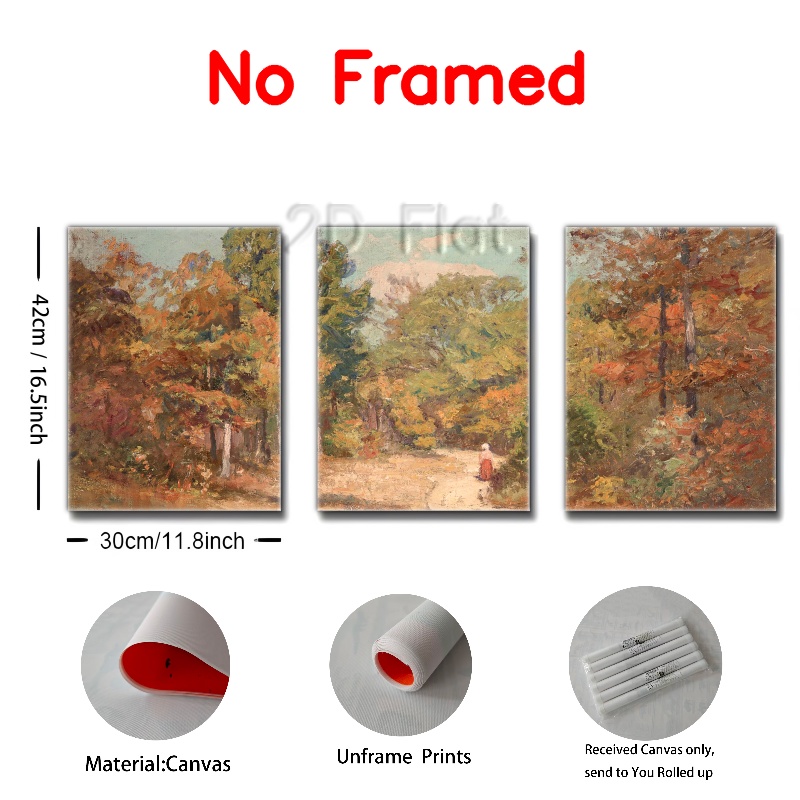 No Framed
2D Flat
42cm / 16.5inch
30cm/11.8inch
Material:Canvas
Unframe Prints
Received Canvas only,
send to You Rolled up